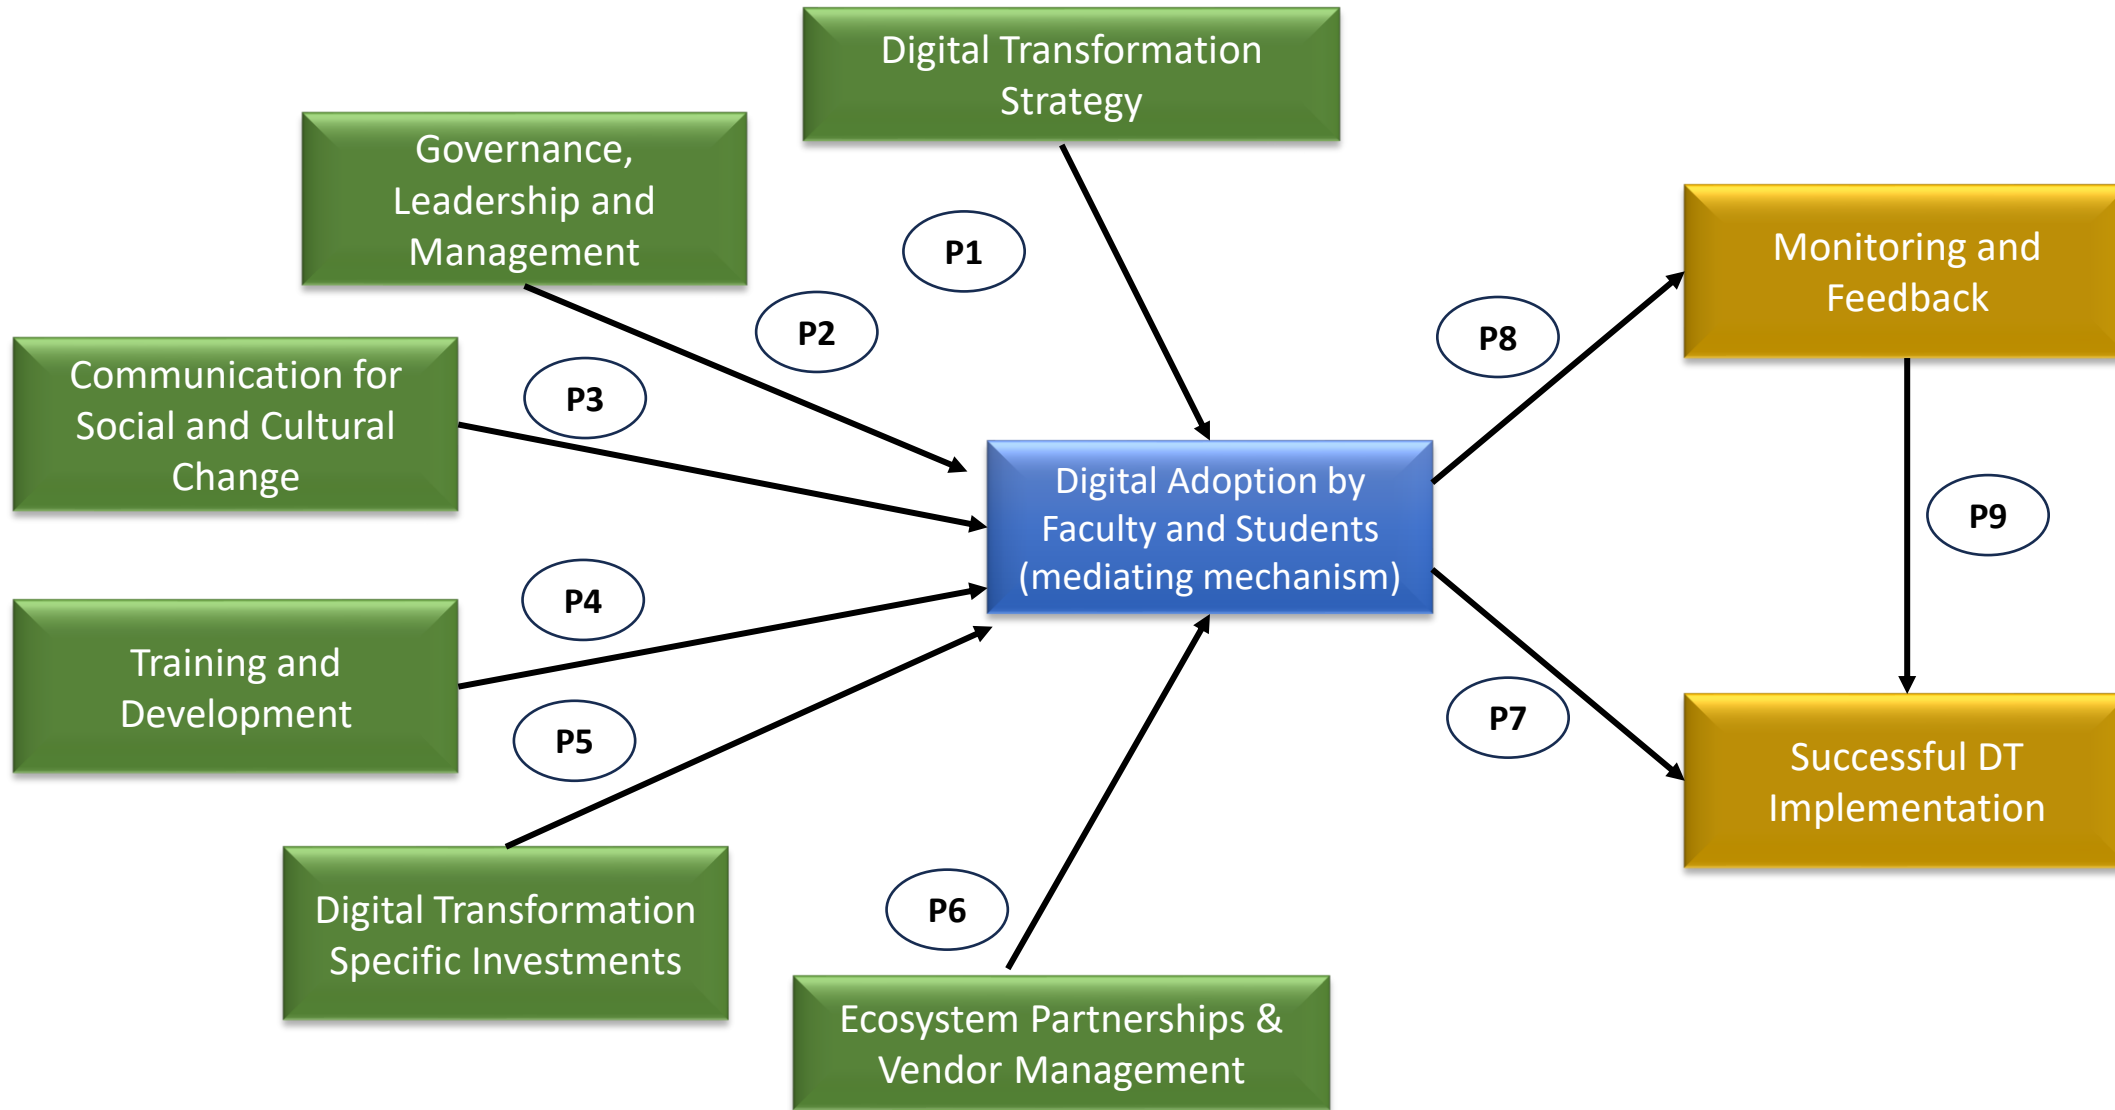 Digital Transformation
Strategy
Governance,
Leadership and
Management
P1
Monitoring and
Feedback
P2
P8
Communication for
Social and Cultural
Change
P3
Digital Adoption by
Faculty and Students
(mediating mechanism)
P9
P4
Training and
Development
P5
P7
Successful DT
Implementation
Digital Transformation
Specific Investments
P6
Ecosystem Partnerships &
Vendor Management